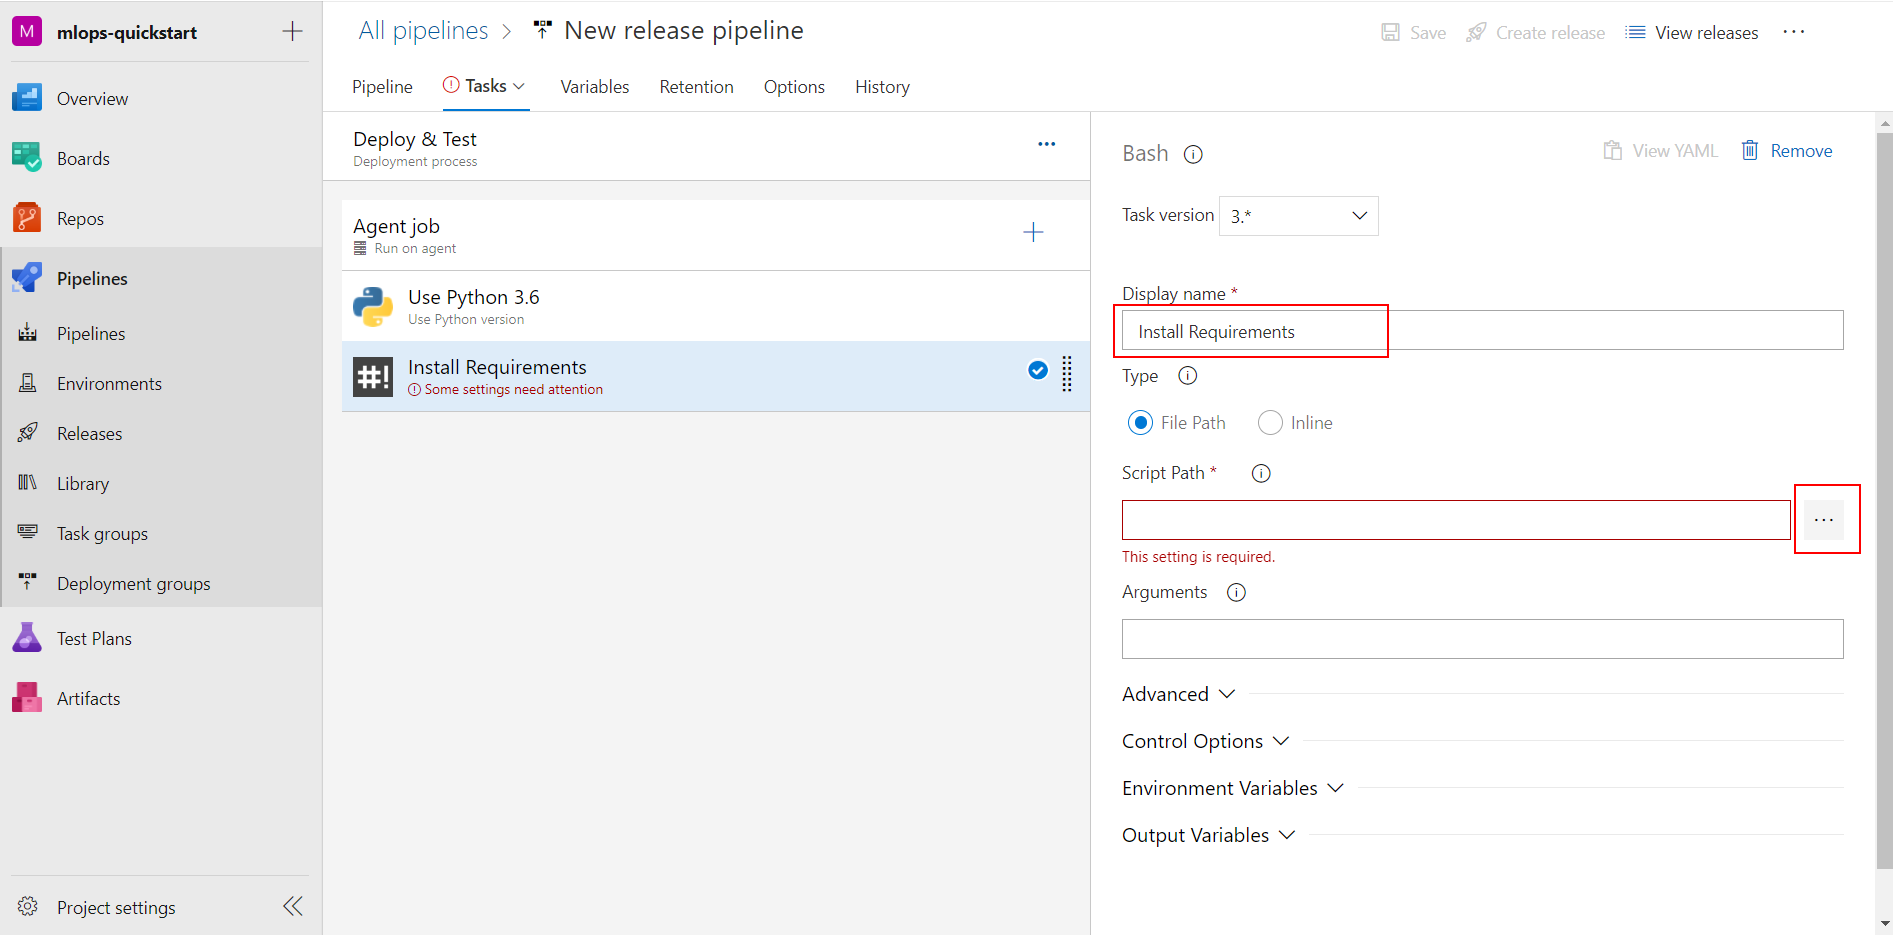 M mlops-quickstart
Overview
Boards
Repos
Pipelines
Pipelines
Environments
Releases
Library
Task groups
Deployment groups
Test Plans
Artifacts
Project settings
All pipelines > New release pipeline
Save Create release View releases ...
Pipeline Tasks Variables Retention Options History
Deploy & Test
Deployment process
...
Agent job
Run on agent
Use Python 3.6
Use Python version
#! Install Requirements
Some settings need attention
Bash
View YAML Remove
Task version 3.*
Display name *
Install Requirements
Type
File Path Inline
Script Path *
...
This setting is required.
Arguments
Advanced
Control Options
Environment Variables
Output Variables